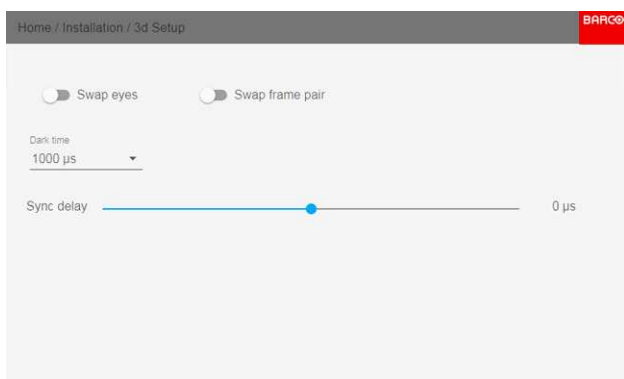 Home / Installation / 3d Setup
BARCO
Swap eyes
Swap frame pair
Dark time
1000 µs
Sync delay
0 µs